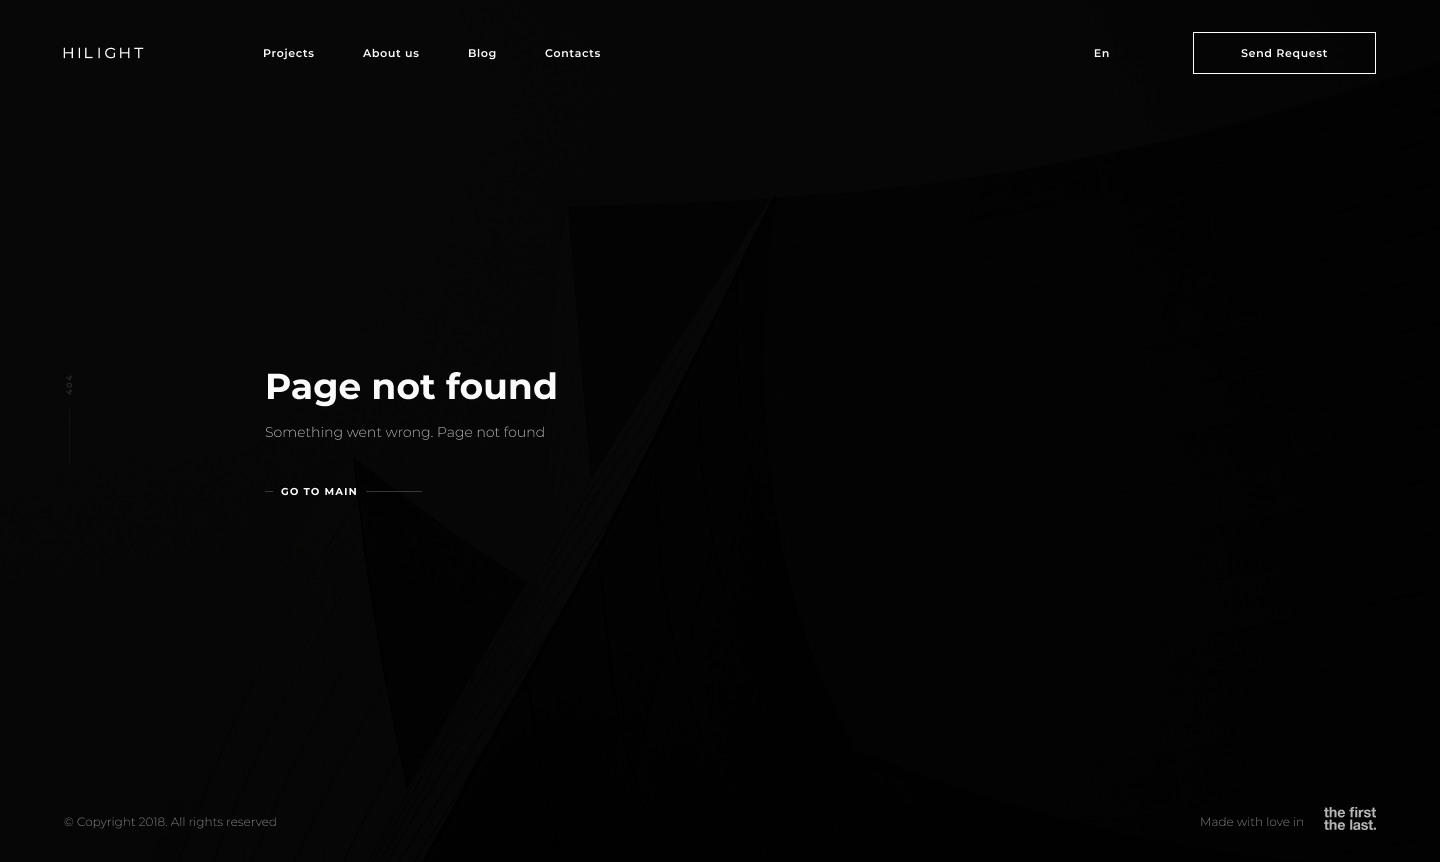 HILIGHT
Projects
About us
Blog
Contacts
En
Send Request
404
Page not found
Something went wrong. Page not found
GO TO MAIN
© Copyright 2018. All rights reserved
Made with love in
the first
the last.